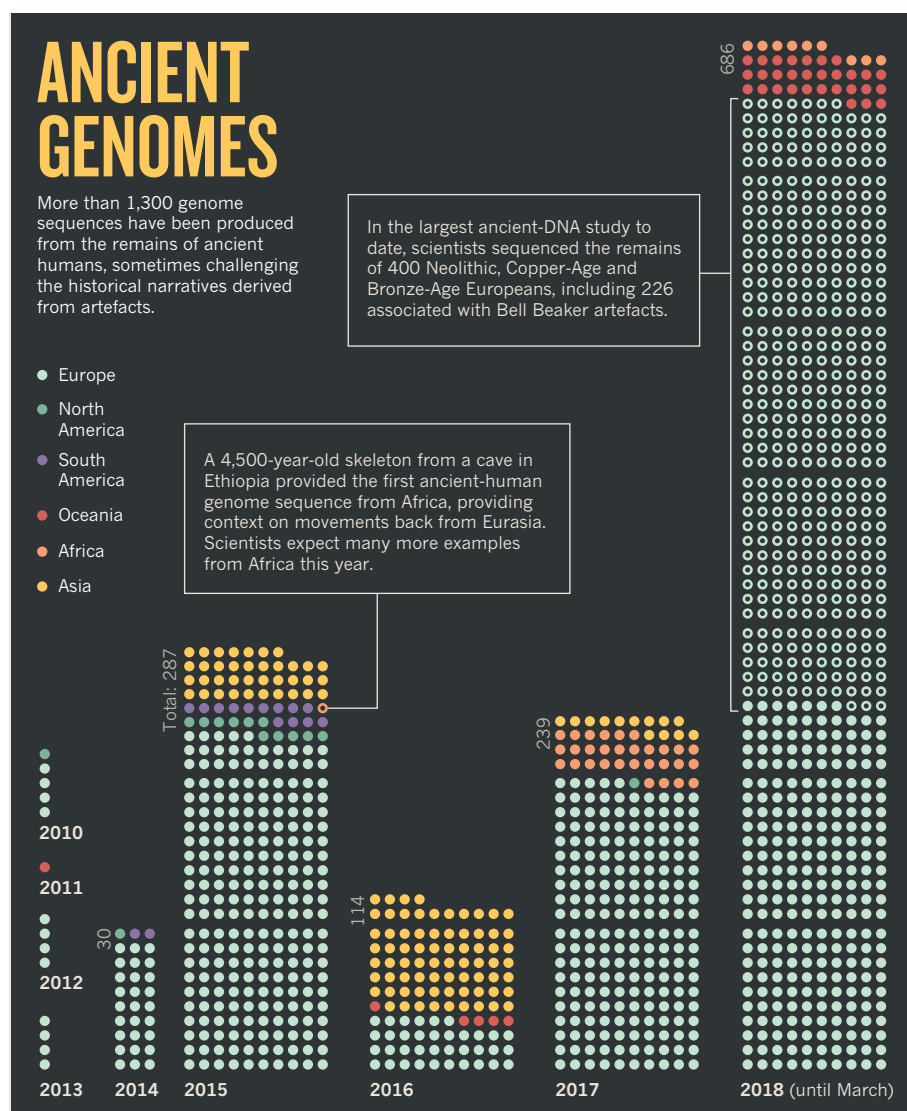 ANCIENT
GENOMES
More than 1,300 genome
sequences have been produced
from the remains of ancient
humans, sometimes challenging
the historical narratives derived
from artefacts.
Europe
North
America
South
America
Oceania
Africa
Asia
In the largest ancient-DNA study to
date, scientists sequenced the remains
of 400 Neolithic, Copper-Age and
Bronze-Age Europeans, including 226
associated with Bell Beaker artefacts.
A 4,500-year-old skeleton from a cave in
Ethiopia provided the first ancient-human
genome sequence from Africa, providing
context on movements back from Eurasia.
Scientists expect many more examples
from Africa this year.
2010
2011
2012
2013
30
2014
Total: 287
2015
114
2016
239
2017
686
2018 (until March)